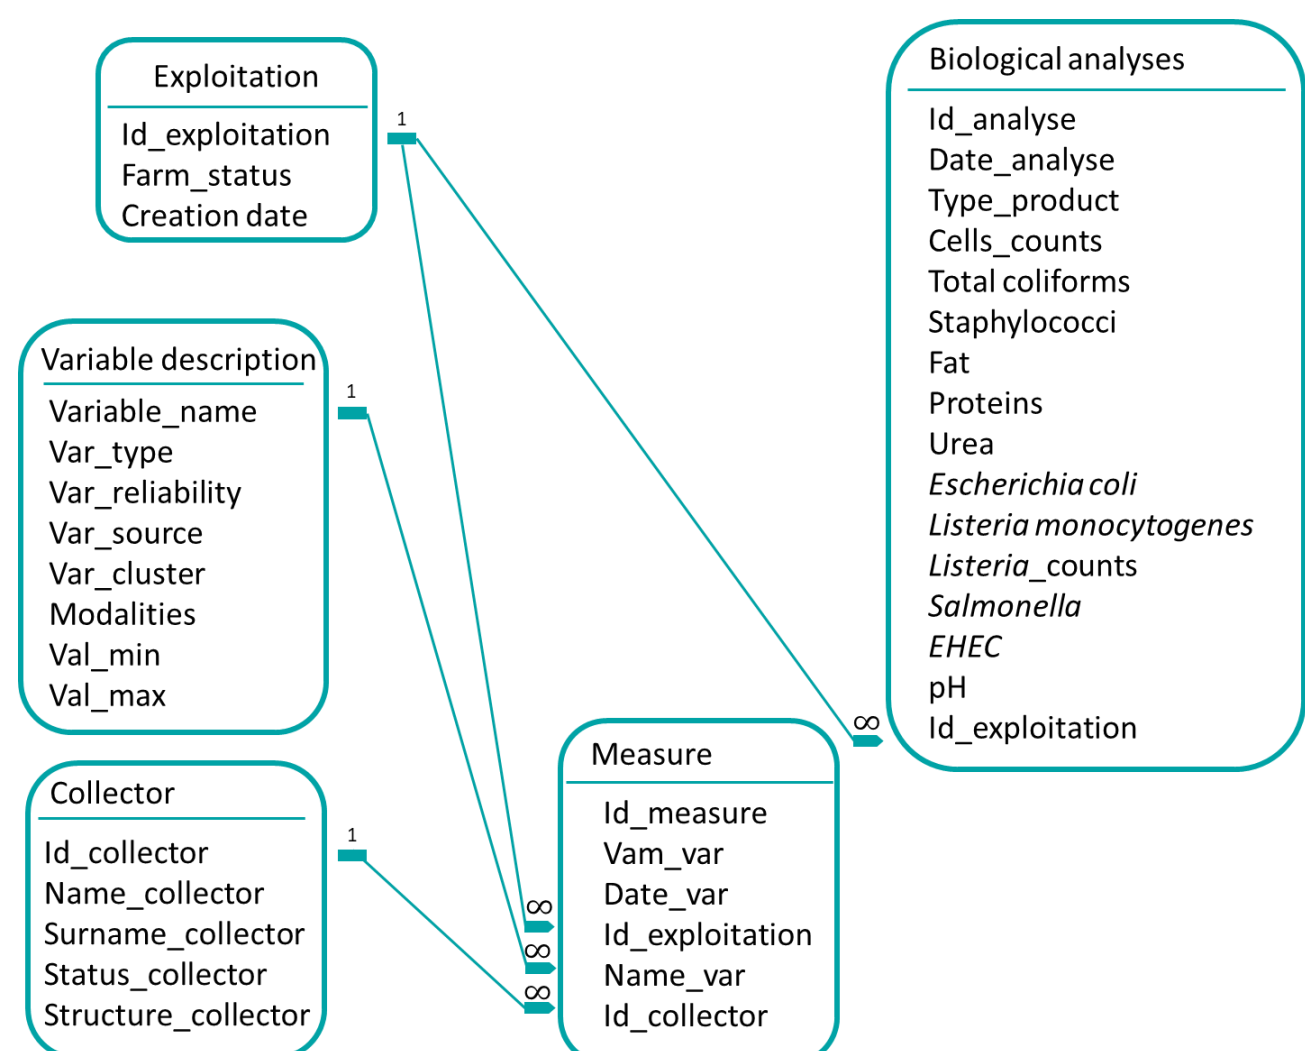 Exploitation
Id_exploitation
Farm_status
Creation date
1
Variable description
Variable_name
Var_type
Var_reliability
Var_source
Var_cluster
Modalities
Val_min
Val_max
1
Collector
Id_collector
Name_collector
Surname_collector
Status_collector
Structure_collector
1
Measure
Id_measure
Vam_var
Date_var
Id_exploitation
Name_var
Id_collector
∞
∞
∞
Biological analyses
Id_analyse
Date_analyse
Type_product
Cells_counts
Total coliforms
Staphylococci
Fat
Proteins
Urea
Escherichia coli
Listeria monocytogenes
Listeria_counts
Salmonella
EHEC
pH
Id_exploitation
∞